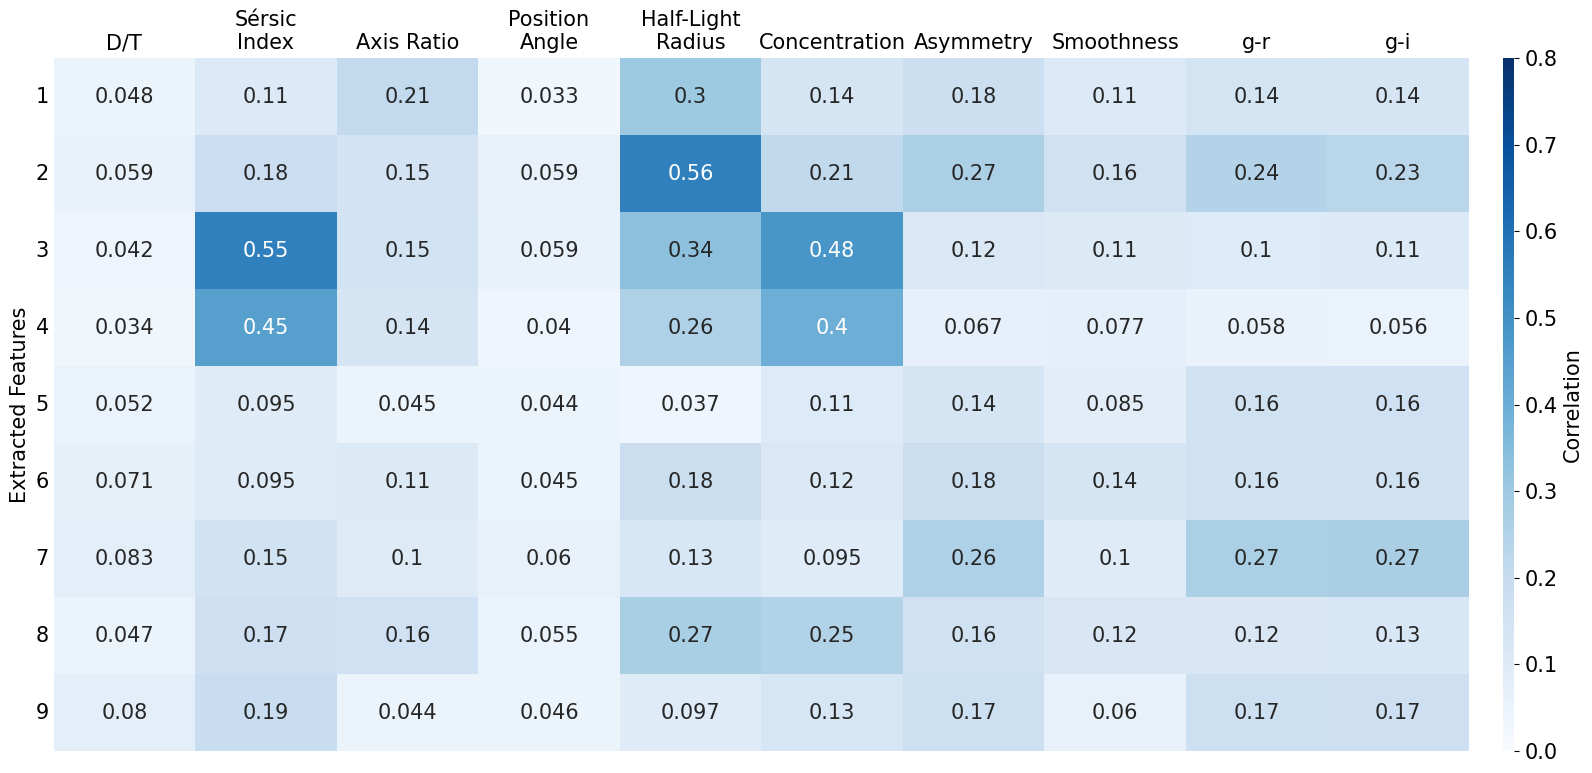 Sérsic Position Half-Light
D/T Index Axis Ratio Angle Radius Concentration Asymmetry Smoothness g-r g-i
1 0.048 0.11 0.21 0.033 0.3 0.14 0.18 0.11 0.14 0.14
2 0.059 0.18 0.15 0.059 0.56 0.21 0.27 0.16 0.24 0.23
3 0.042 0.55 0.15 0.059 0.34 0.48 0.12 0.11 0.1 0.11
4 0.034 0.45 0.14 0.04 0.26 0.4 0.067 0.077 0.058 0.056
5 0.052 0.095 0.045 0.044 0.037 0.11 0.14 0.085 0.16 0.16
6 0.071 0.095 0.11 0.045 0.18 0.12 0.18 0.14 0.16 0.16
7 0.083 0.15 0.1 0.06 0.13 0.095 0.26 0.1 0.27 0.27
8 0.047 0.17 0.16 0.055 0.27 0.25 0.16 0.12 0.12 0.13
9 0.08 0.19 0.044 0.046 0.097 0.13 0.17 0.06 0.17 0.17
Extracted Features
0.8
0.7
0.6
0.5
0.4
0.3
0.2
0.1
0.0
Correlation